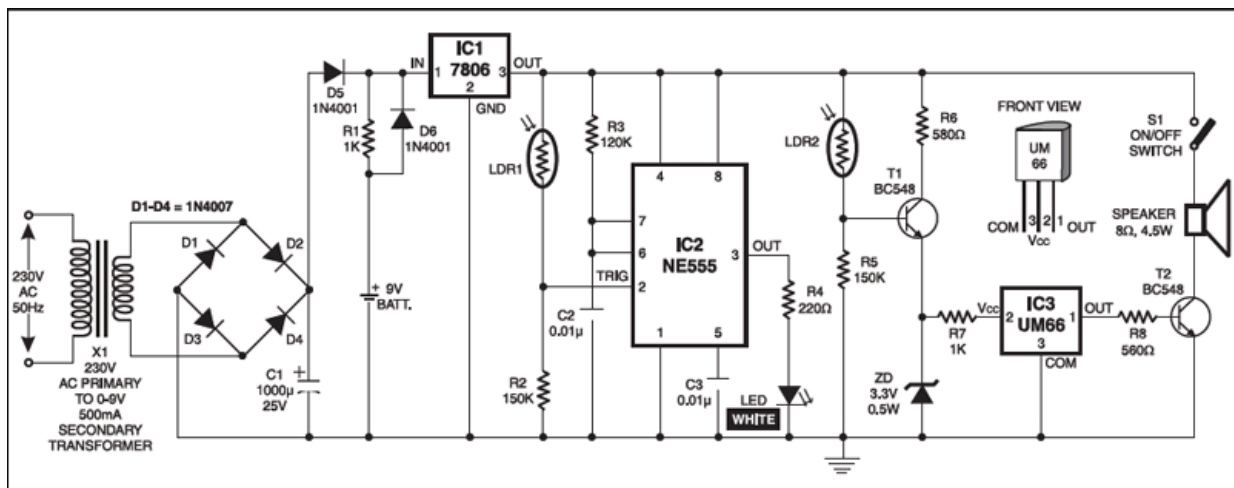 230V
AC
50Hz
X1
230V
AC PRIMARY
TO 0-9V
500mA
SECONDARY
TRANSFORMER
D1-D4 = 1N4007
D1
D2
D3
D4
C1
1000µ
25V
+
D5
1N4001
R1
1K
D6
1N4001
+ 9V
BATT.
IN
IC1
7806
1
3
2
OUT
GND
LDR1
R2
150K
R3
120K
C2
0.01µ
TRIG
4
8
7
6
2
IC2
NE555
3
OUT
1
5
C3
0.01µ
R4
220Ω
LED
WHITE
LDR2
R5
150K
R6
580Ω
T1
BC548
R7
1K
ZD
3.3V
0.5W
FRONT VIEW
UM
66
COM
3
2
1
OUT
Vcc
Vcc
2
IC3
UM66
1
OUT
3
COM
R8
560Ω
T2
BC548
S1
ON/OFF
SWITCH
SPEAKER
8Ω, 4.5W